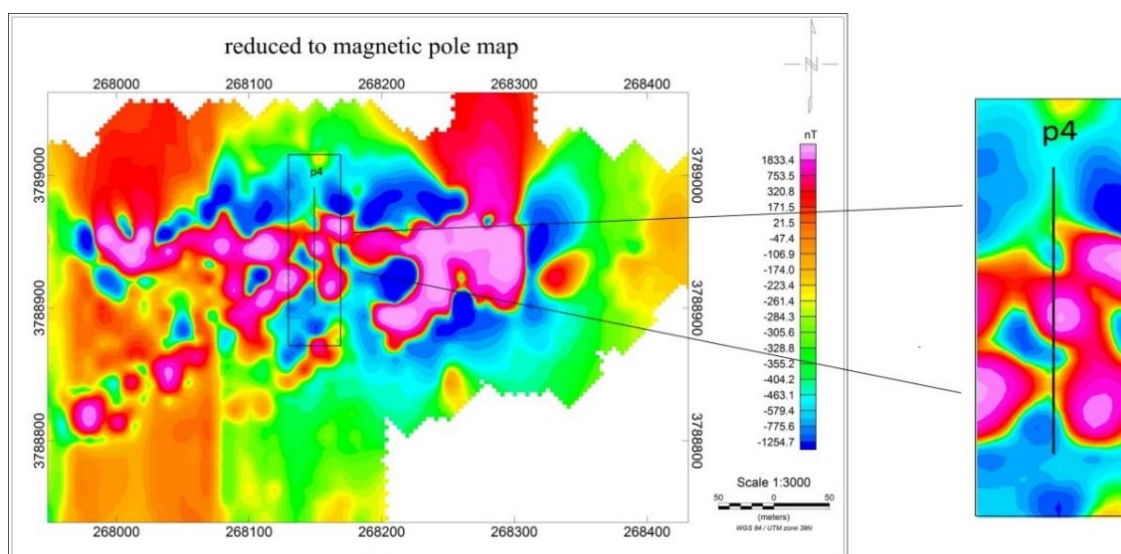 reduced to magnetic pole map
268000 268100 268200 268300 268400
3789000
3789000
p4
3788900
3788900
3788800
3788800
268000 268100 268200 268300 268400
N
nT
1833.4
753.5
320.8
171.5
21.5
-47.4
-106.9
-174.0
-223.4
-261.4
-284.4
-305.6
-328.8
-355.2
-404.2
-463.1
-579.4
-775.6
-1254.7
Scale 1:3000
50 0 50
(meters)
WGS 84 / UTM zone 39N
p4